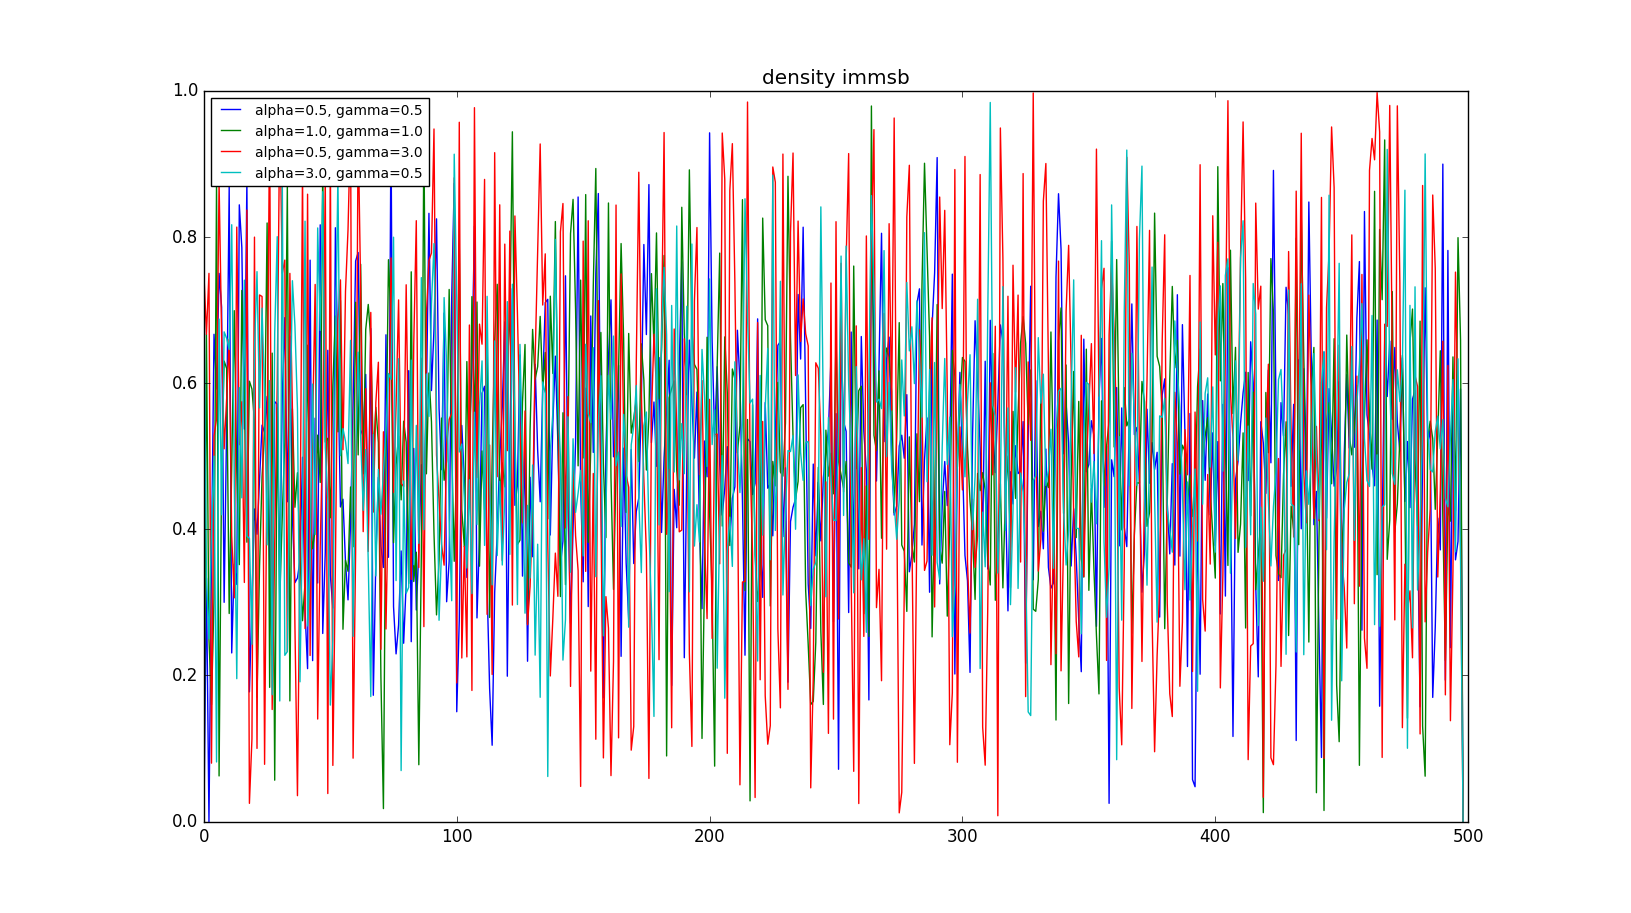 density immsb
1.0
alpha=0.5, gamma=0.5
alpha=1.0, gamma=1.0
alpha=0.5, gamma=3.0
alpha=3.0, gamma=0.5
0.8
0.6
0.4
0.2
0.0
0 100 200 300 400 500